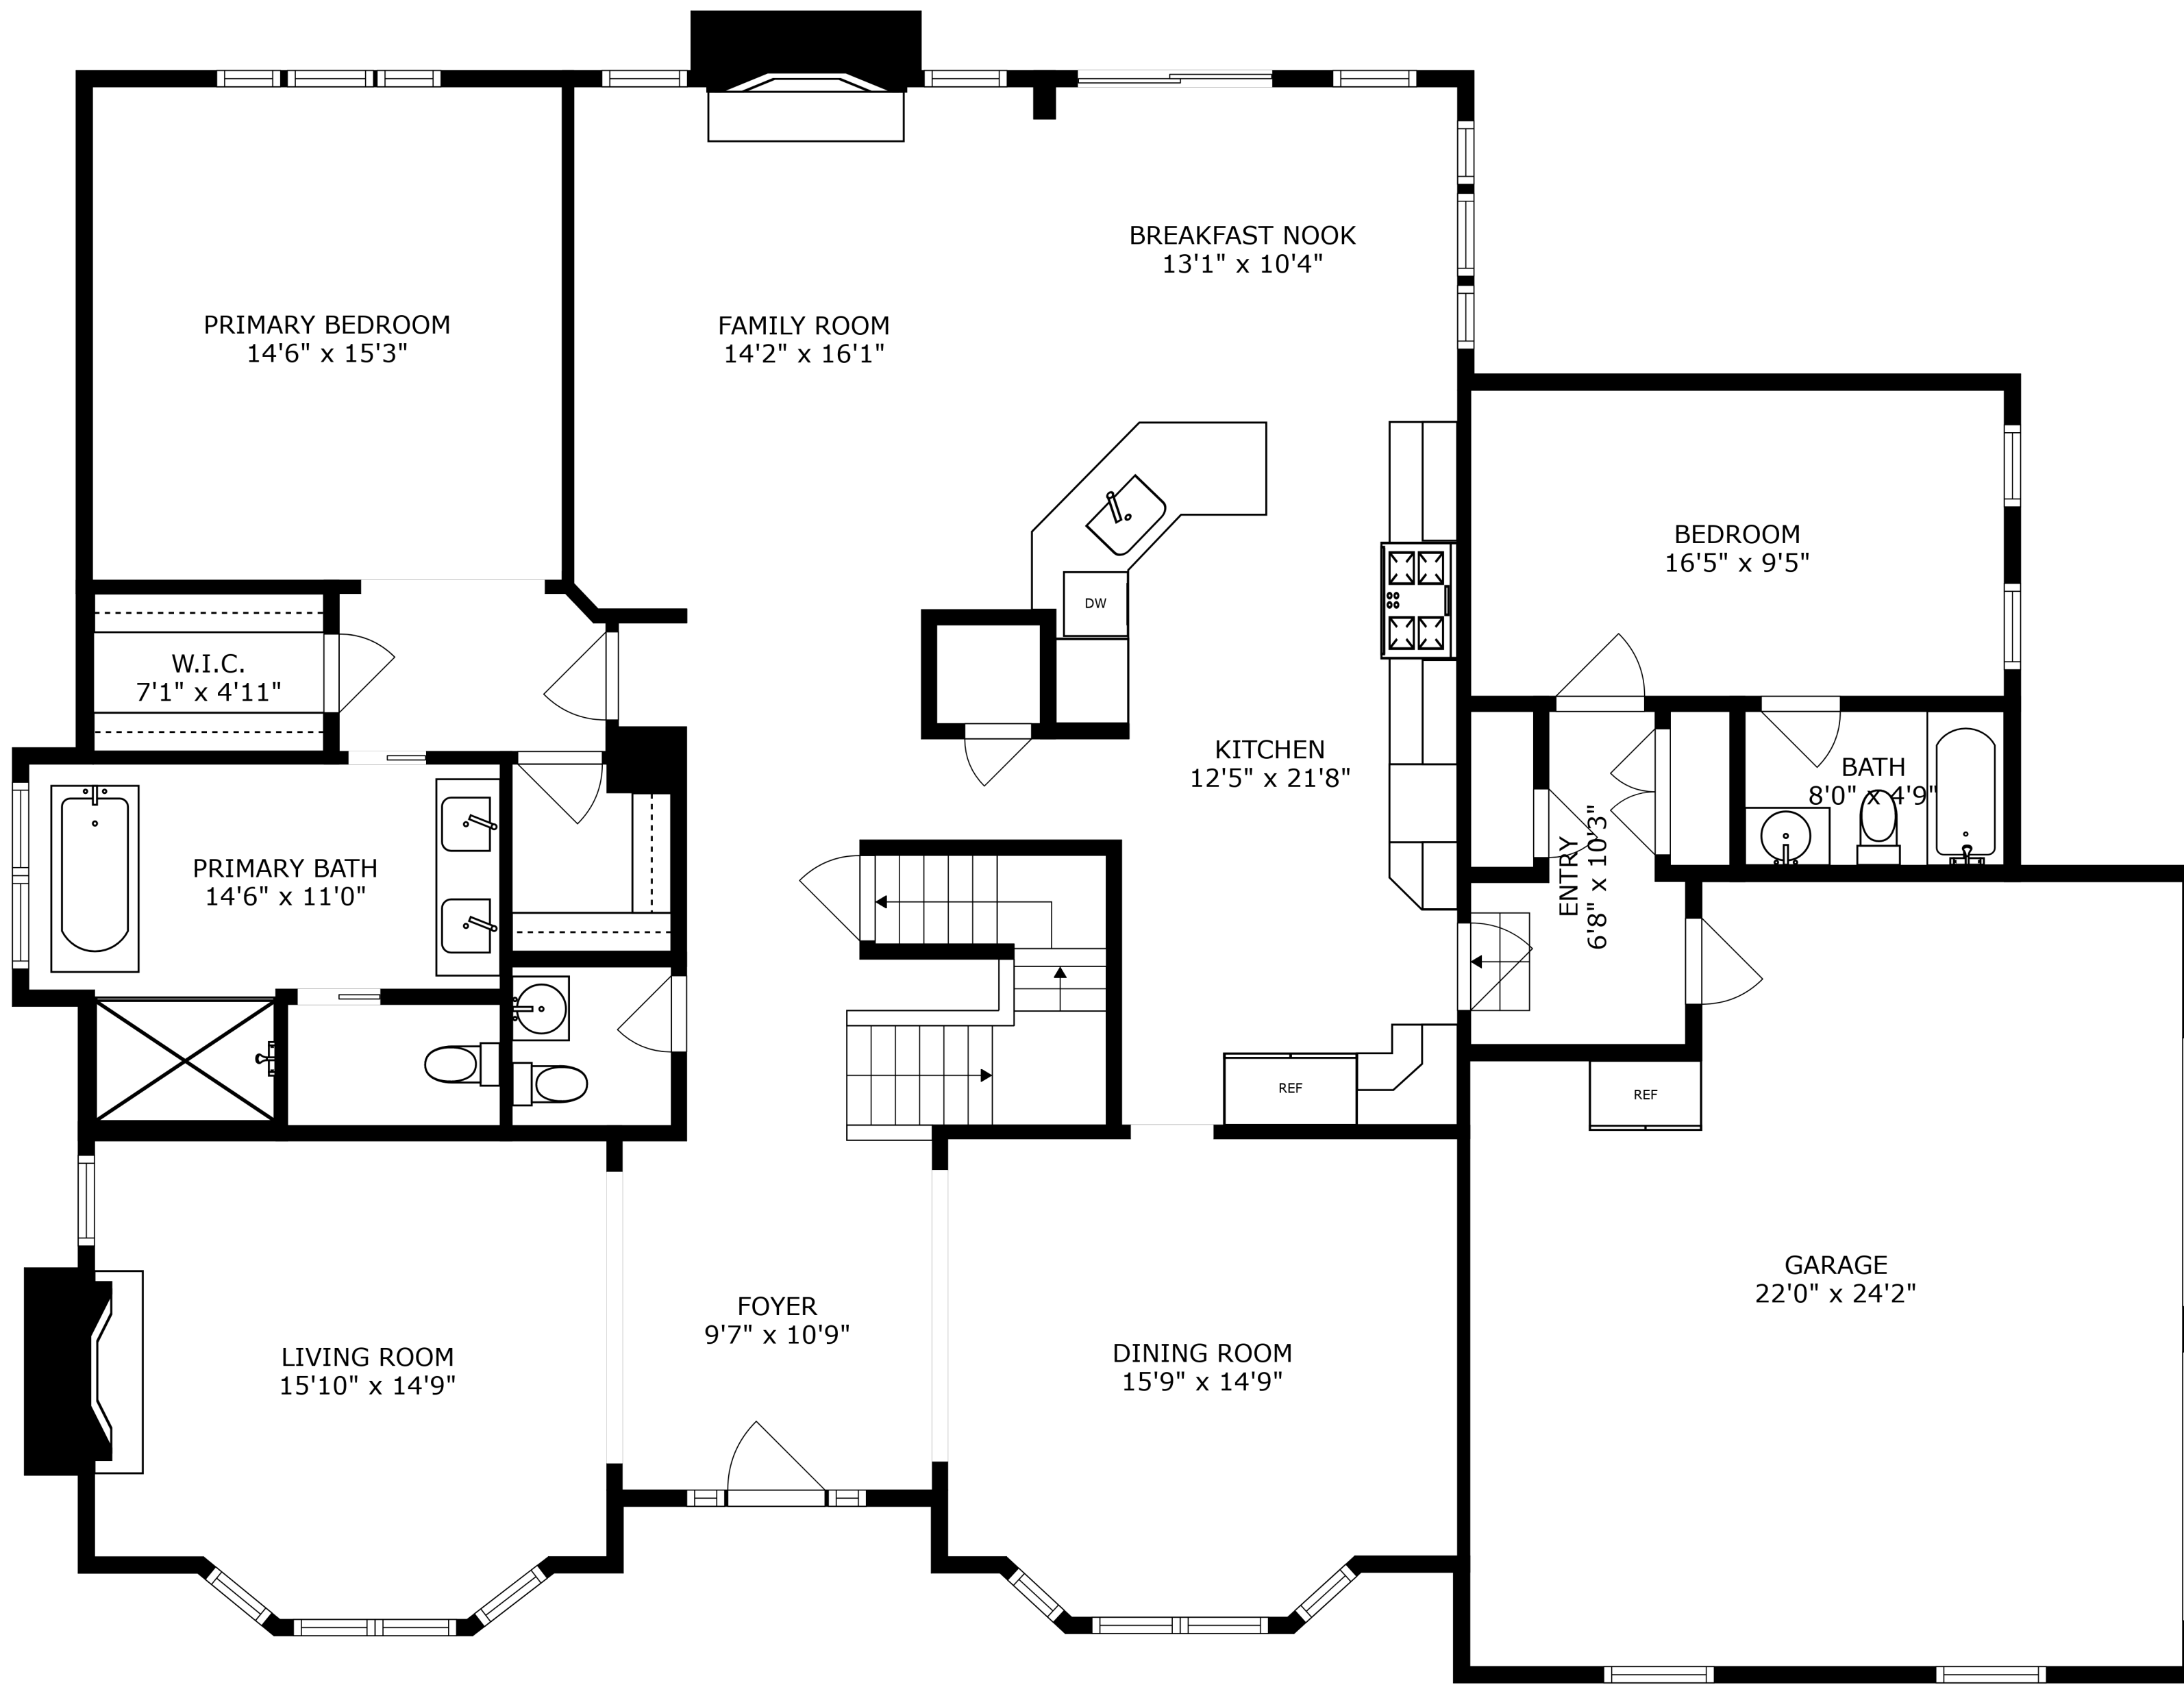 BREAKFAST NOOK
13'1" x 10'4"
PRIMARY BEDROOM
14'6" x 15'3"
FAMILY ROOM
14'2" x 16'1"
BEDROOM
16'5" x 9'5"
DW
W.I.C.
7'1" x 4'11"
KITCHEN
12'5" x 21'8"
BATH
8'0" x 4'9"
PRIMARY BATH
14'6" x 11'0"
ENTRY
6'8" x 10'3"
REF
REF
GARAGE
22'0" x 24'2"
FOYER
9'7" x 10'9"
LIVING ROOM
15'10" x 14'9"
DINING ROOM
15'9" x 14'9"